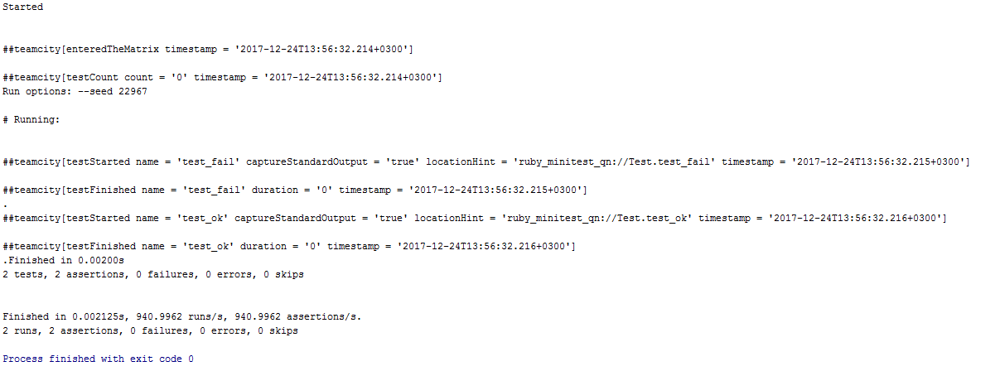 Started
##teamcity[enteredTheMatrix timestamp = '2017-12-24T13:56:32.214+0300']
##teamcity[testCount count = '0' timestamp = '2017-12-24T13:56:32.214+0300']
Run options: --seed 22967
# Running:
##teamcity[testStarted name = 'test_fail' captureStandardOutput = 'true' locationHint = 'ruby_minitest_qn://Test.test_fail' timestamp = '2017-12-24T13:56:32.215+0300']
##teamcity[testFinished name = 'test_fail' duration = '0' timestamp = '2017-12-24T13:56:32.215+0300']
.
##teamcity[testStarted name = 'test_ok' captureStandardOutput = 'true' locationHint = 'ruby_minitest_qn://Test.test_ok' timestamp = '2017-12-24T13:56:32.216+0300']
##teamcity[testFinished name = 'test_ok' duration = '0' timestamp = '2017-12-24T13:56:32.216+0300']
.Finished in 0.00200s
2 tests, 2 assertions, 0 failures, 0 errors, 0 skips
Finished in 0.002125s, 940.9962 runs/s, 940.9962 assertions/s.
2 runs, 2 assertions, 0 failures, 0 errors, 0 skips
Process finished with exit code 0